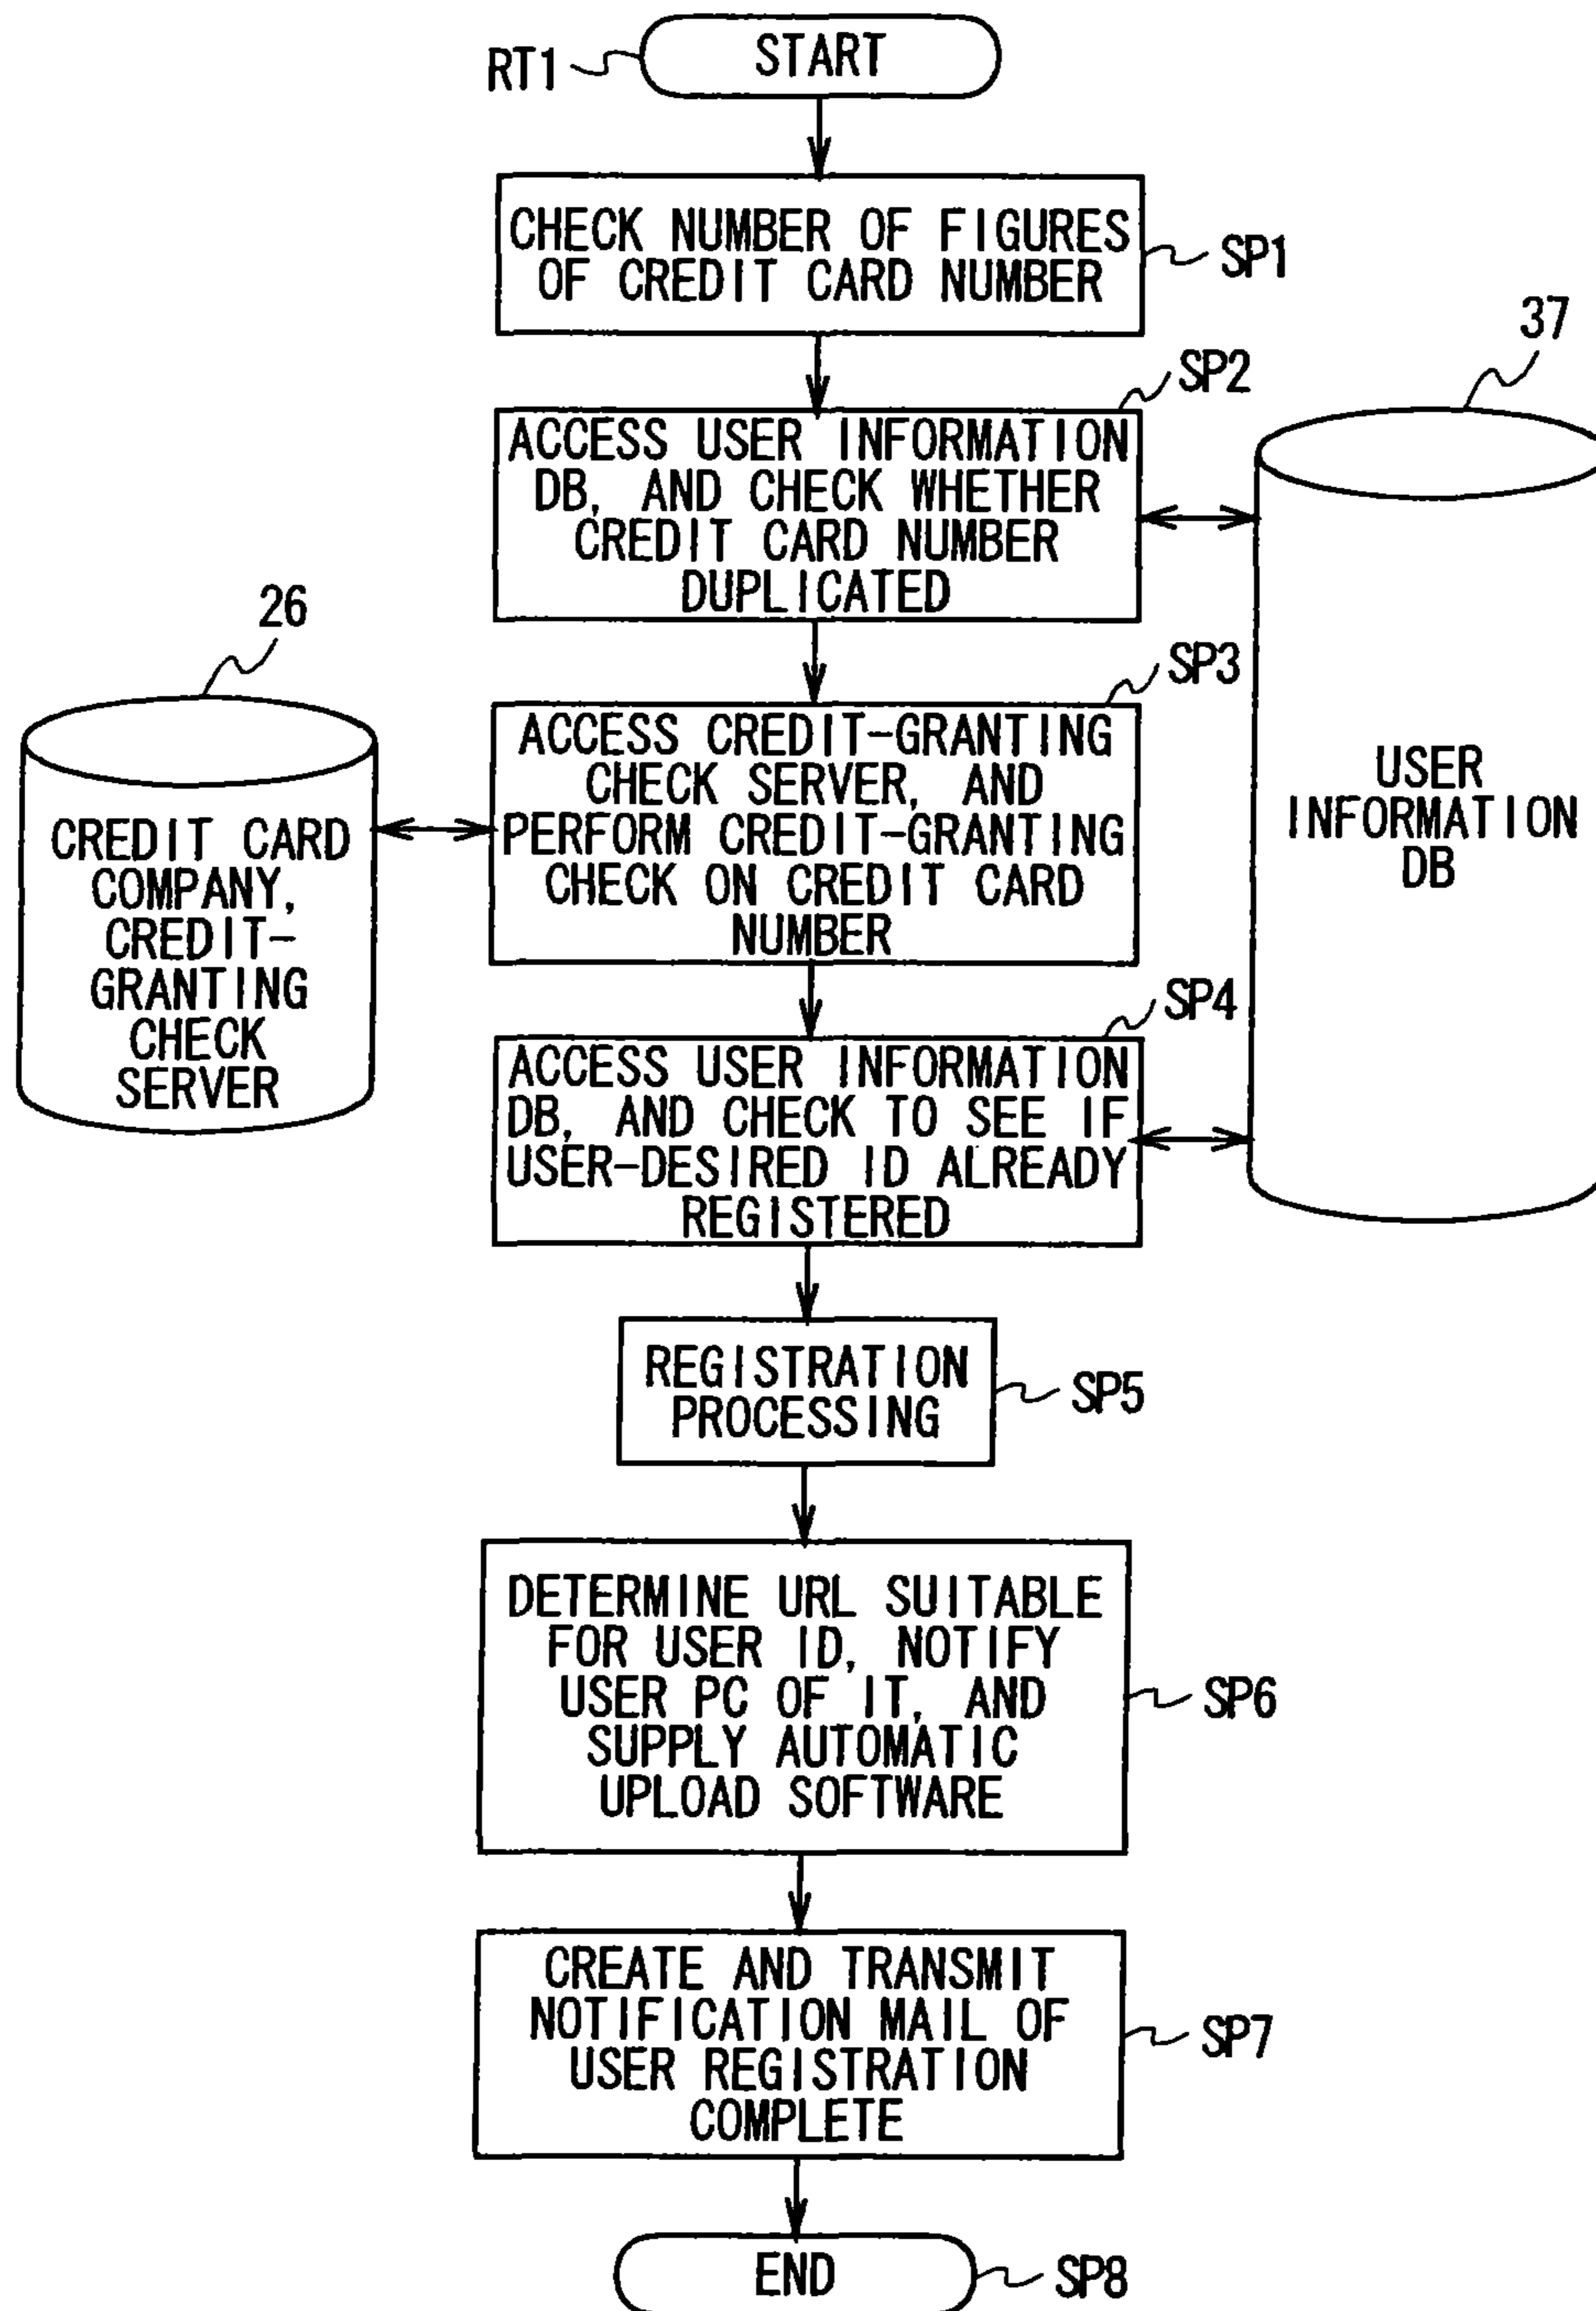 RT1
START
CHECK NUMBER OF FIGURES
OF CREDIT CARD NUMBER
SP1
SP2
ACCESS USER INFORMATION
DB, AND CHECK WHETHER
CREDIT CARD NUMBER
DUPLICATED
37
USER
INFORMATION
DB
26
CREDIT CARD
COMPANY,
CREDIT-
GRANTING
CHECK
SERVER
SP3
ACCESS CREDIT-GRANTING
CHECK SERVER, AND
PERFORM CREDIT-GRANTING
CHECK ON CREDIT CARD
NUMBER
SP4
ACCESS USER INFORMATION
DB, AND CHECK TO SEE IF
USER-DESIRED ID ALREADY
REGISTERED
REGISTRATION
PROCESSING
SP5
DETERMINE URL SUITABLE
FOR USER ID, NOTIFY
USER PC OF IT, AND
SUPPLY AUTOMATIC
UPLOAD SOFTWARE
SP6
CREATE AND TRANSMIT
NOTIFICATION MAIL OF
USER REGISTRATION
COMPLETE
SP7
END
SP8